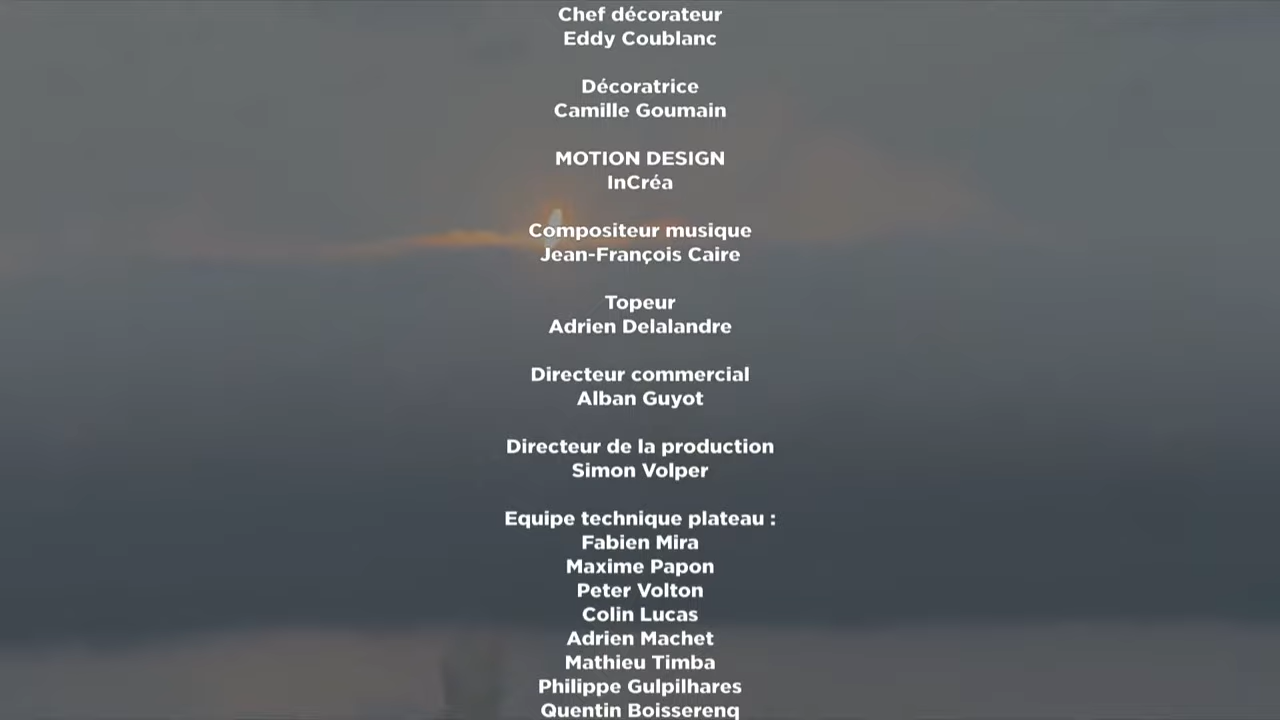 Chef décorateur
Eddy Coublanc
Décoratrice
Camille Goumain
MOTION DESIGN
InCréa
Compositeur musique
Jean-François Caire
Topeur
Adrien Delalandre
Directeur commercial
Alban Guyot
Directeur de la production
Simon Volper
Equipe technique plateau :
Fabien Mira
Maxime Papon
Peter Volton
Colin Lucas
Adrien Machet
Mathieu Timba
Philippe Gulpilhares
Quentin Boisserenq